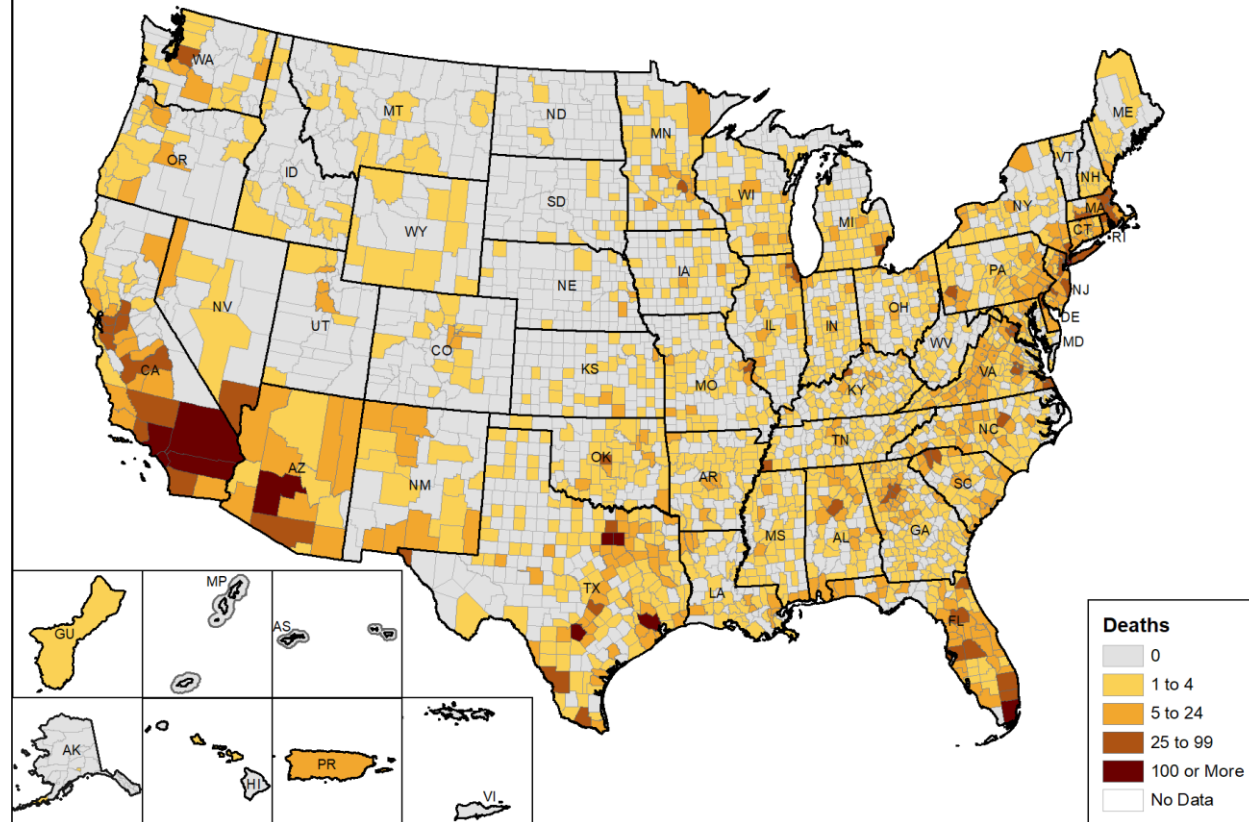 WA
MT
ND
MN
ME
OR
ID
SD
WI
MI
VT
NH
NY
MA
CT
RI
WY
NE
IA
PA
NJ
NV
UT
CO
IL
IN
OH
DE
MD
WV
CA
KS
MO
KY
VA
AZ
NM
OK
AR
TN
NC
SC
TX
LA
MS
AL
GA
FL
GU
MP
AS
AK
HI
PR
VI
Deaths
0
1 to 4
5 to 24
25 to 99
100 or More
No Data